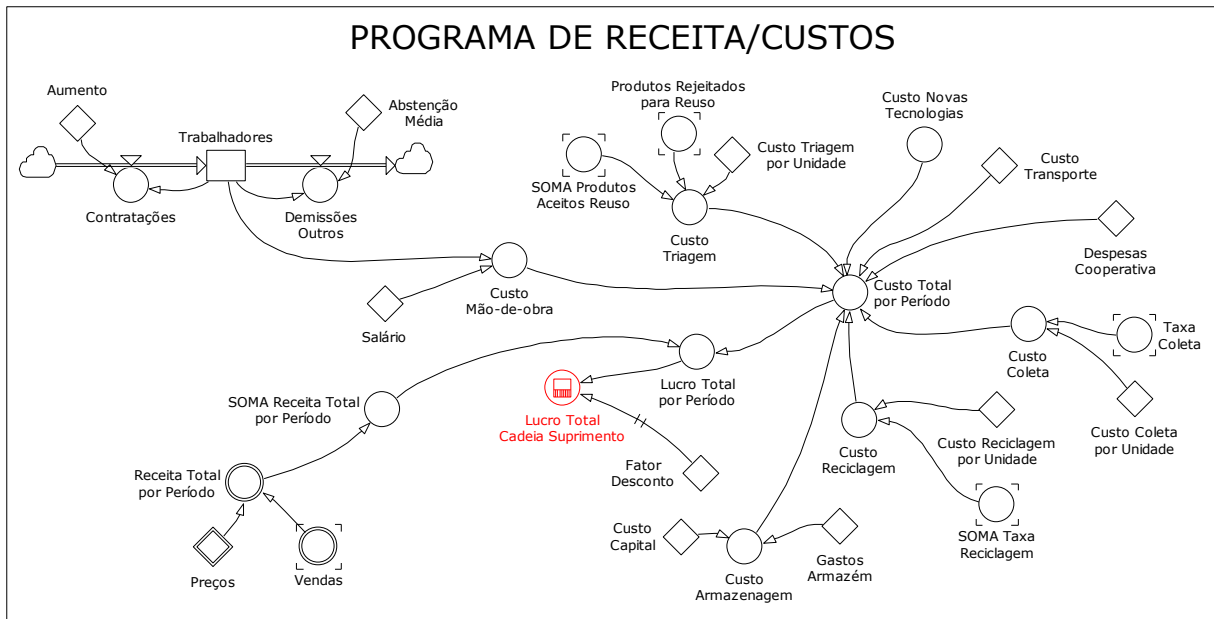 PROGRAMA DE RECEITA/CUSTOS
Aumento
Trabalhadores
Abstenção
Média
Contratações
Demissões
Outros
Produtos Rejeitados
para Reuso
SOMA Produtos
Aceitos Reuso
Custo Triagem
por Unidade
Custo
Triagem
Custo Novas
Tecnologias
Custo
Transporte
Despesas
Cooperativa
Custo
Mão-de-obra
Salário
Custo Total
por Período
Taxa
Coleta
Custo
Coleta
Custo Coleta
por Unidade
Lucro Total
por Período
SOMA Receita Total
por Período
Lucro Total
Cadeia Suprimento
Custo
Reciclagem
Custo Reciclagem
por Unidade
Fator
Desconto
Receita Total
por Período
SOMA Taxa
Reciclagem
Custo
Capital
Gastos
Armazém
Custo
Armazenagem
Preços
Vendas